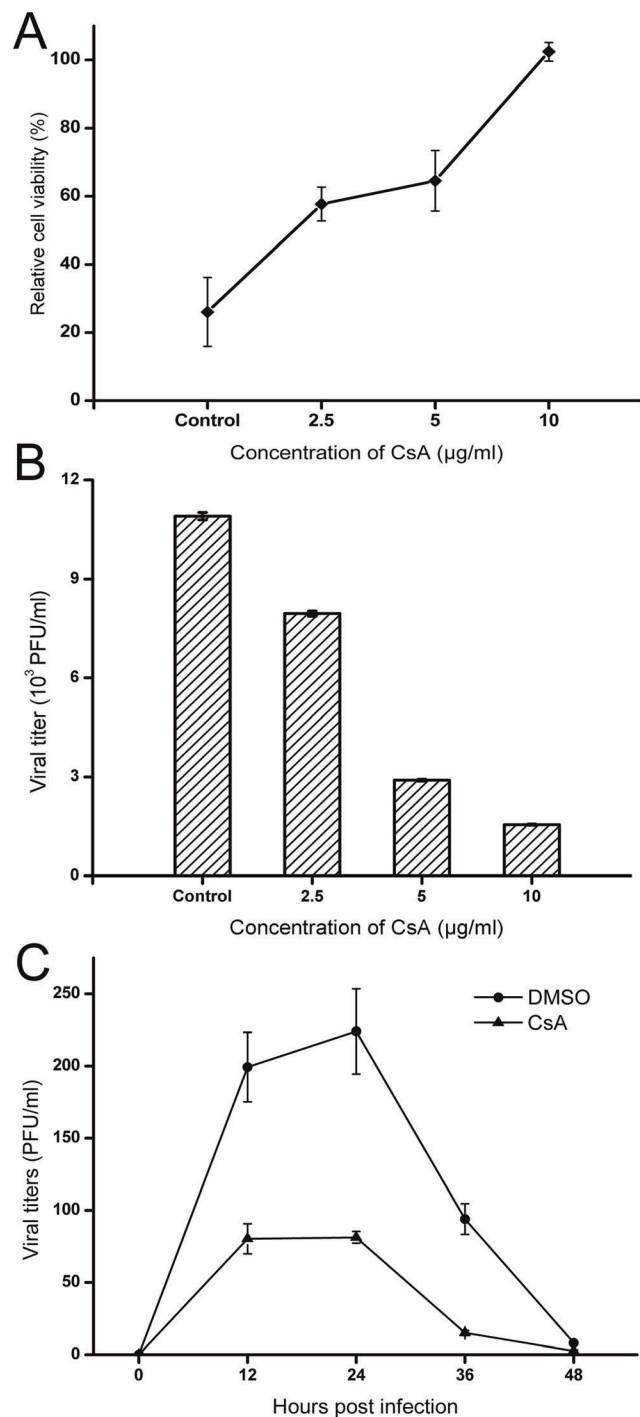 A
Relative cell viability (%)
100
80
60
40
20
0
Control 2.5 5 10
Concentration of CsA (µg/ml)
B
Viral titer (10³ PFU/ml)
12
9
6
3
0
Control 2.5 5 10
Concentration of CsA (µg/ml)
C
Viral titers (PFU/ml)
250
200
150
100
50
0
DMSO
CsA
0 12 24 36 48
Hours post infection